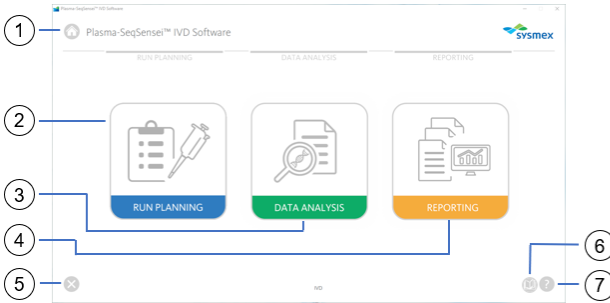 Plasma-SeqSensei™ IVD Software
1
Plasma-SeqSensei™ IVD Software
sysmex
RUN PLANNING
DATA ANALYSIS
REPORTING
2
RUN PLANNING
DATA ANALYSIS
REPORTING
3
4
5
IVD
?
6
7